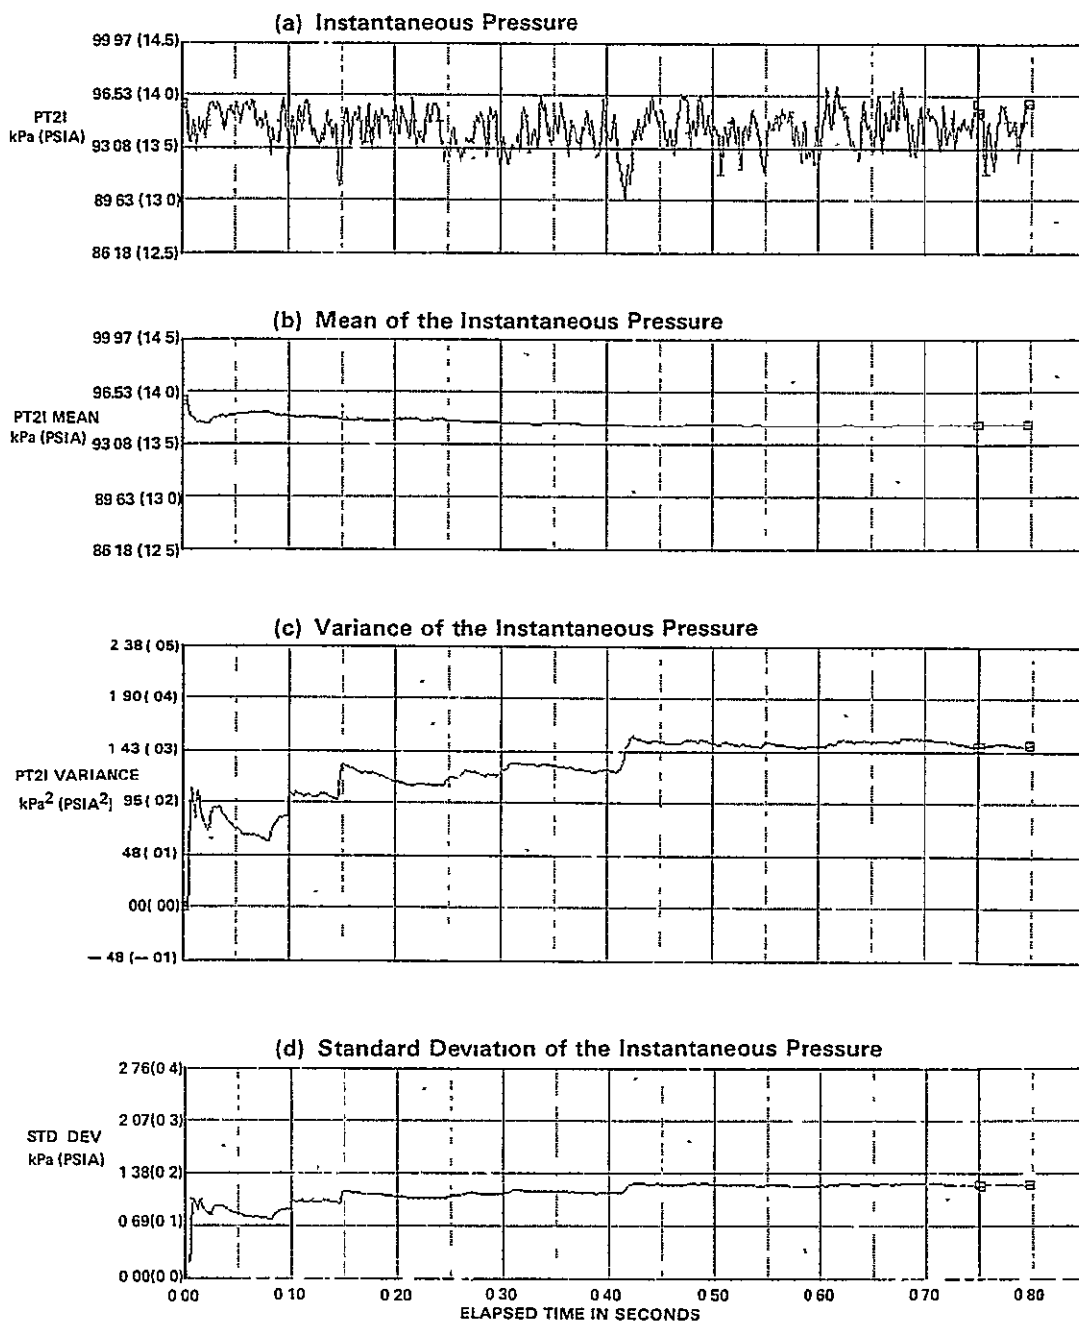 (a) Instantaneous Pressure
99 97 (14.5)
96.53 (14 0)
PT2I
kPa (PSIA)
93 08 (13 5)
89 63 (13 0)
86 18 (12.5)
(b) Mean of the Instantaneous Pressure
99 97 (14 5)
96 53 (14 0)
PT2I MEAN
kPa (PSIA)
93 08 (13.5)
89 63 (13 0)
86 18 (12 5)
(c) Variance of the Instantaneous Pressure
2 38 ( 05)
1 90 ( 04)
1 43 ( 03)
PT2I VARIANCE
kPa² (PSIA²)
95 ( 02)
48 ( 01)
00( 00)
— 48 (— 01)
(d) Standard Deviation of the Instantaneous Pressure
2 76(0 4)
2 07(0 3)
STD DEV
kPa (PSIA)
1 38(0 2)
0 69(0 1)
0 00(0 0)
0 00 0 10 0 20 0 30 0 40 0 50 0 60 0 70 0 80
ELAPSED TIME IN SECONDS